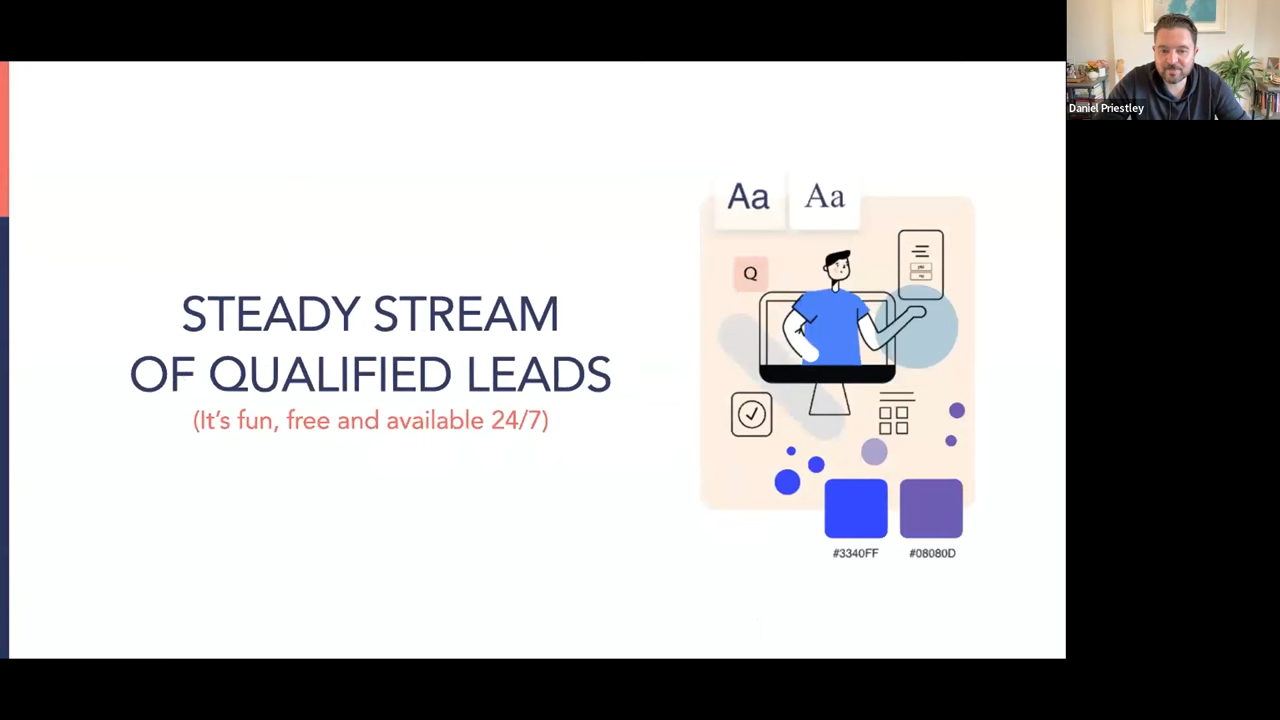 Daniel Priestley
Aa Aa
Q
STEADY STREAM
OF QUALIFIED LEADS
(It's fun, free and available 24/7)
#3340FF #08080D